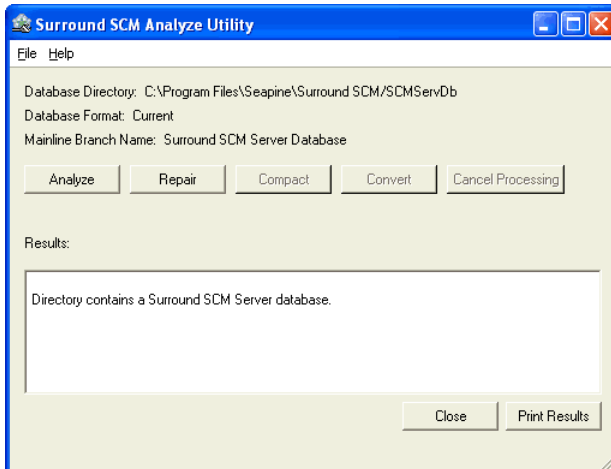 Surround SCM Analyze Utility
File Help
Database Directory: C:\Program Files\Seapine\Surround SCM/SCMServDb
Database Format: Current
Mainline Branch Name: Surround SCM Server Database
Analyze Repair Compact Convert Cancel Processing
Results:
Directory contains a Surround SCM Server database.
Close Print Results